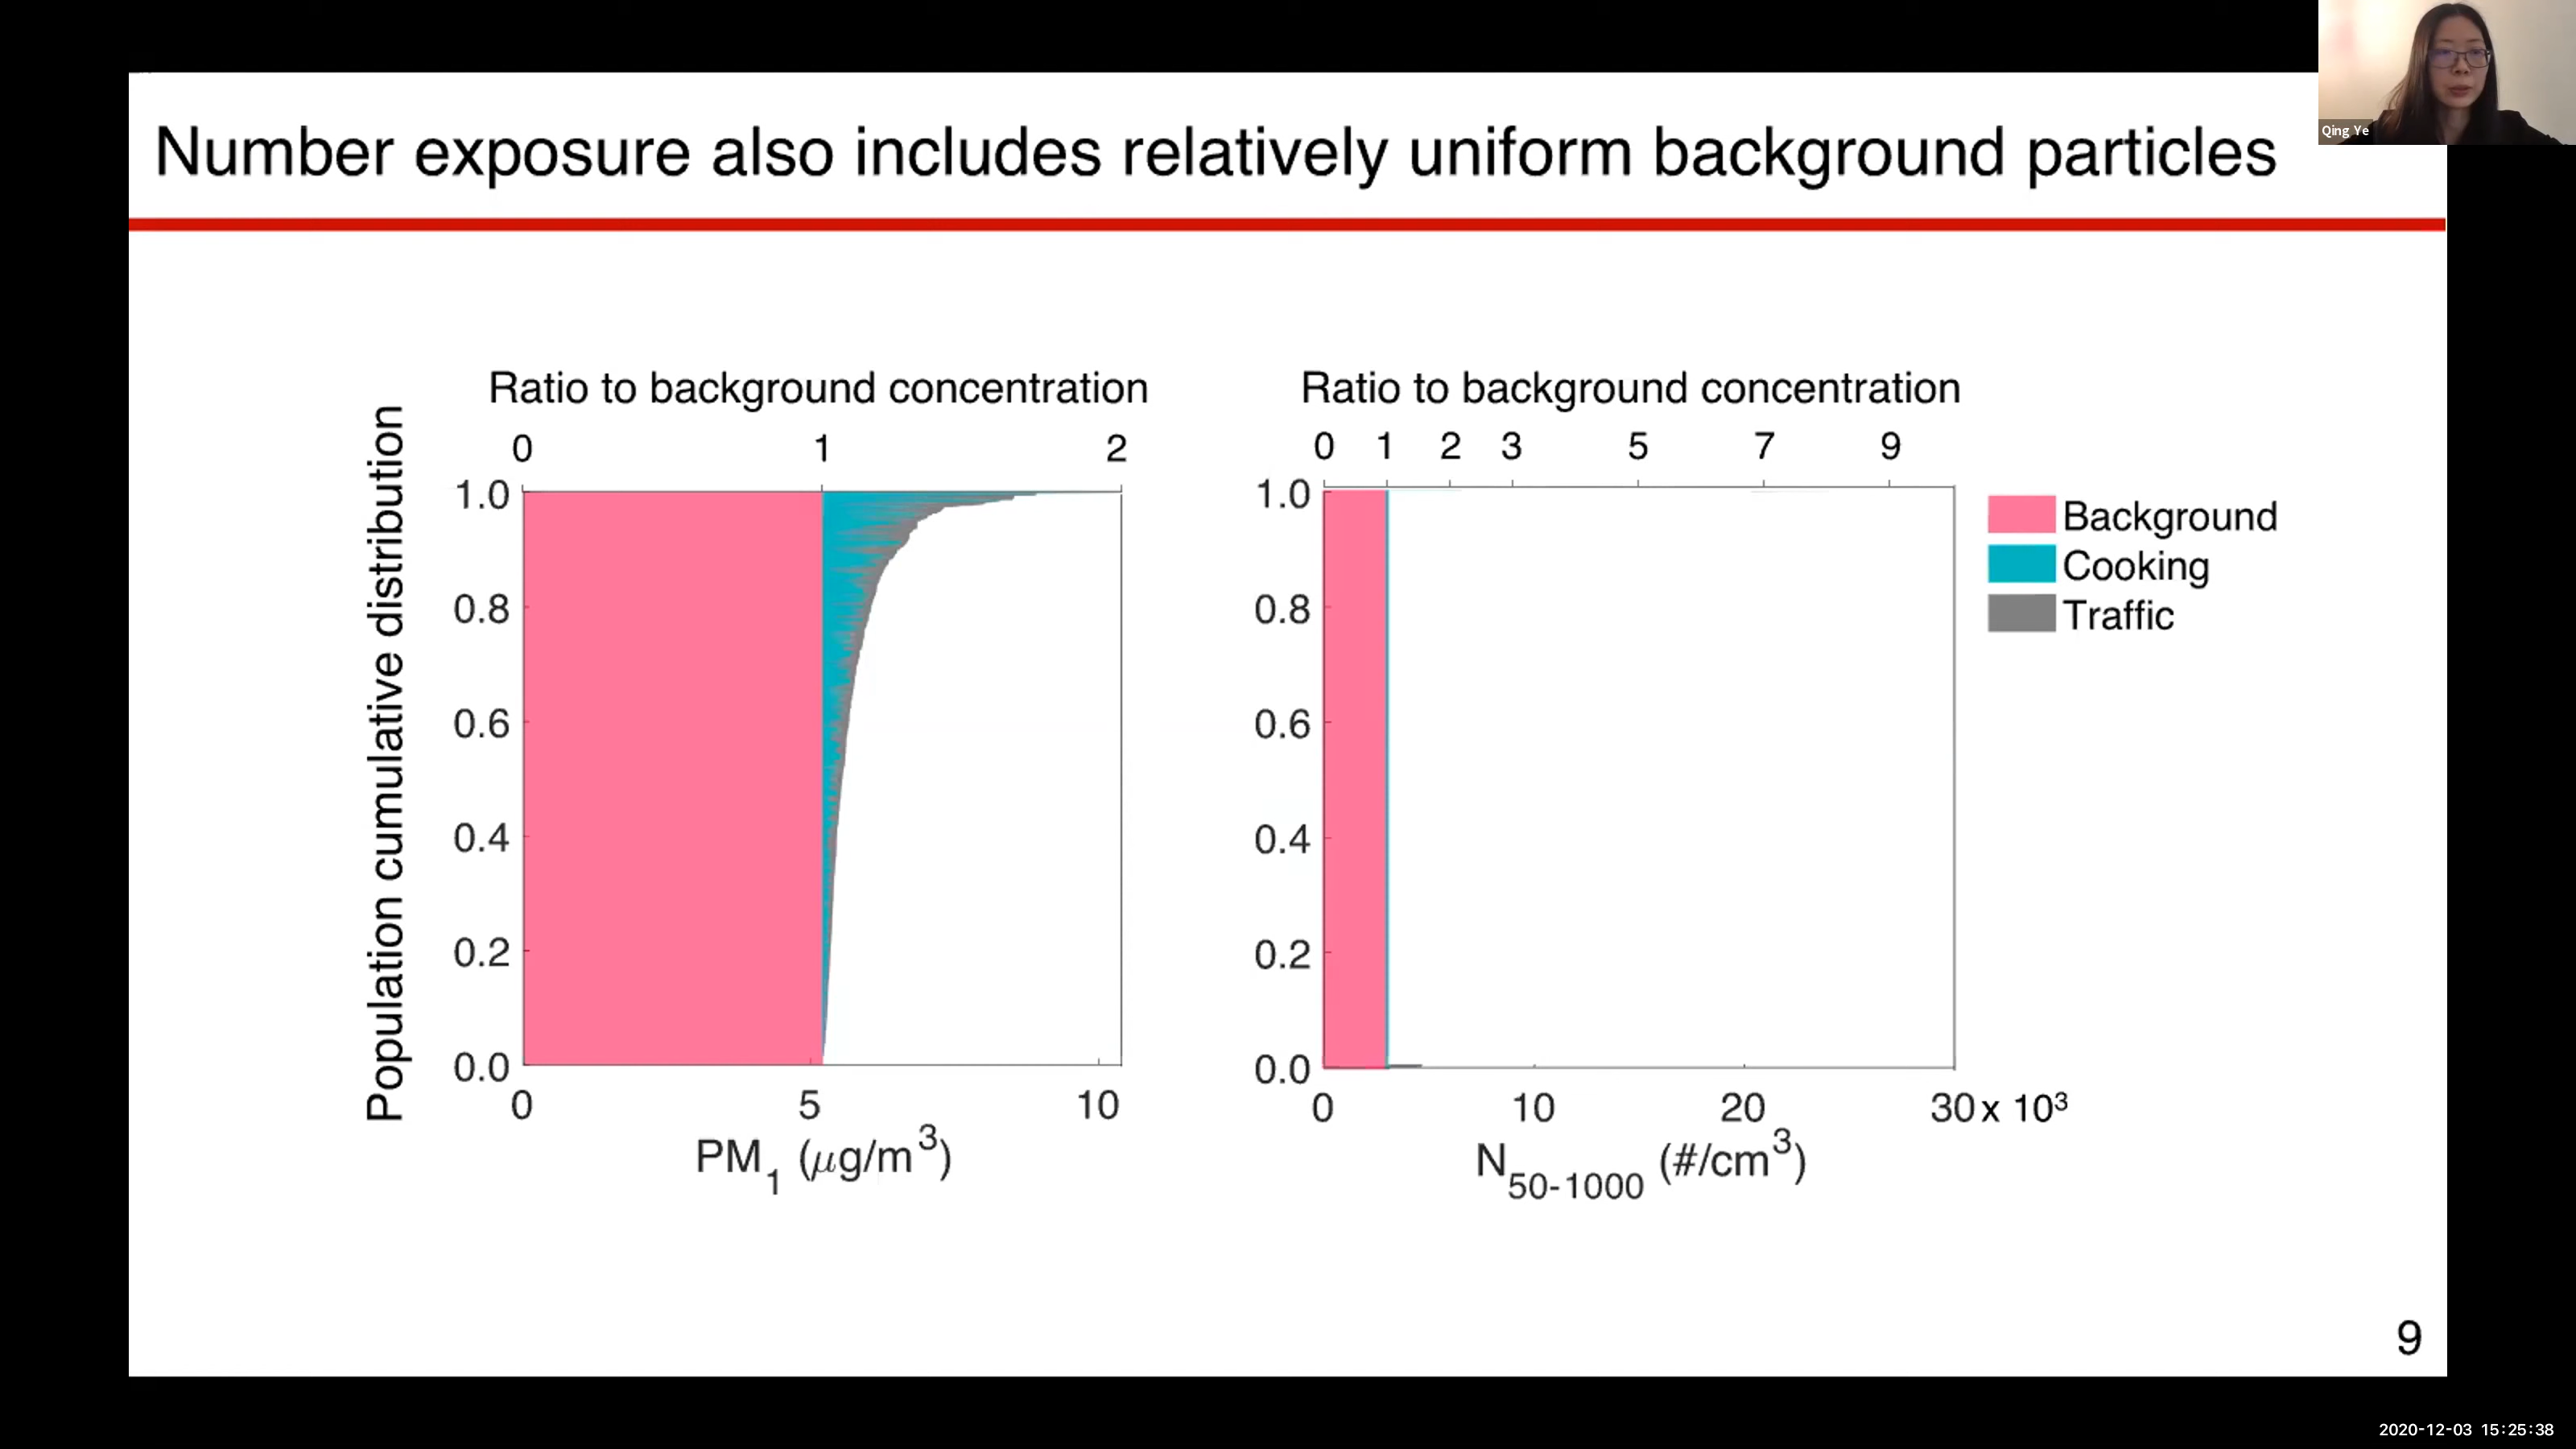 Qing Ye
Number exposure also includes relatively uniform background particles
Ratio to background concentration
0 1 2
Population cumulative distribution
1.0
0.8
0.6
0.4
0.2
0.0
0 5 10
PM1 (μg/m3)
Ratio to background concentration
0 1 2 3 5 7 9
1.0
0.8
0.6
0.4
0.2
0.0
0 10 20 30 x 10³
N50-1000 (#/cm3)
Background
Cooking
Traffic
9
2020-12-03 15:25:38